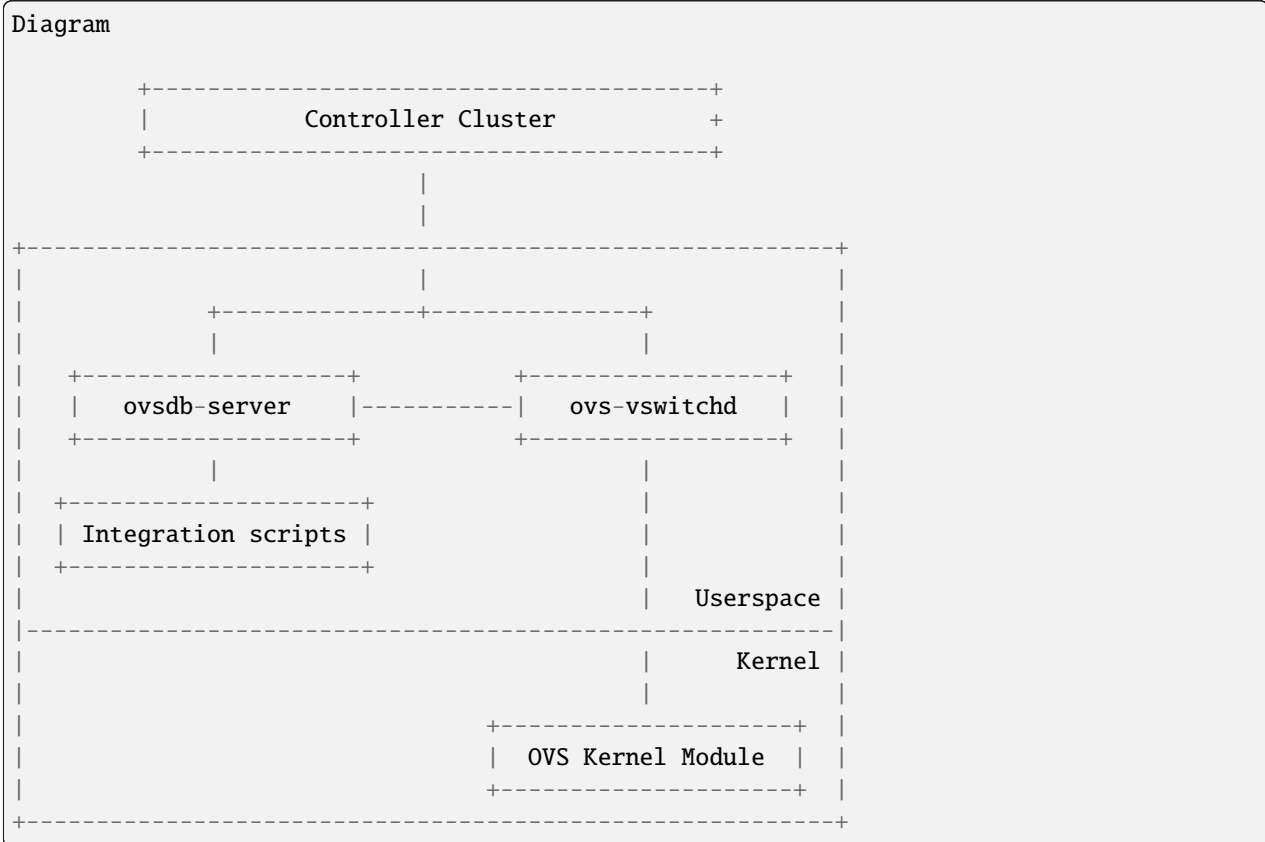 Diagram
Controller Cluster
ovsdb-server
ovs-vswitchd
Integration scripts
Userspace
Kernel
OVS Kernel Module